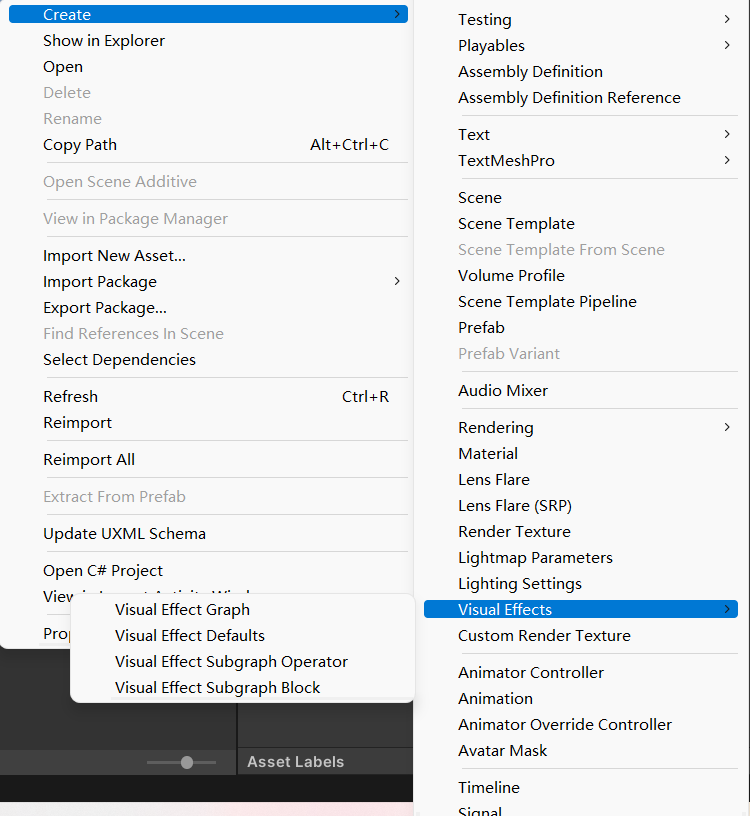 Create
Show in Explorer
Open
Delete
Rename
Copy Path Alt+Ctrl+C
Open Scene Additive
View in Package Manager
Import New Asset...
Import Package
Export Package...
Find References In Scene
Select Dependencies
Refresh Ctrl+R
Reimport
Reimport All
Extract From Prefab
Update UXML Schema
Open C# Project
Visual Effect Graph
Visual Effect Defaults
Visual Effect Subgraph Operator
Visual Effect Subgraph Block
Asset Labels
Testing
Playables
Assembly Definition
Assembly Definition Reference
Text
TextMeshPro
Scene
Scene Template
Scene Template From Scene
Volume Profile
Scene Template Pipeline
Prefab
Prefab Variant
Audio Mixer
Rendering
Material
Lens Flare
Lens Flare (SRP)
Render Texture
Lightmap Parameters
Lighting Settings
Visual Effects
Custom Render Texture
Animator Controller
Animation
Animator Override Controller
Avatar Mask
Timeline
Signal